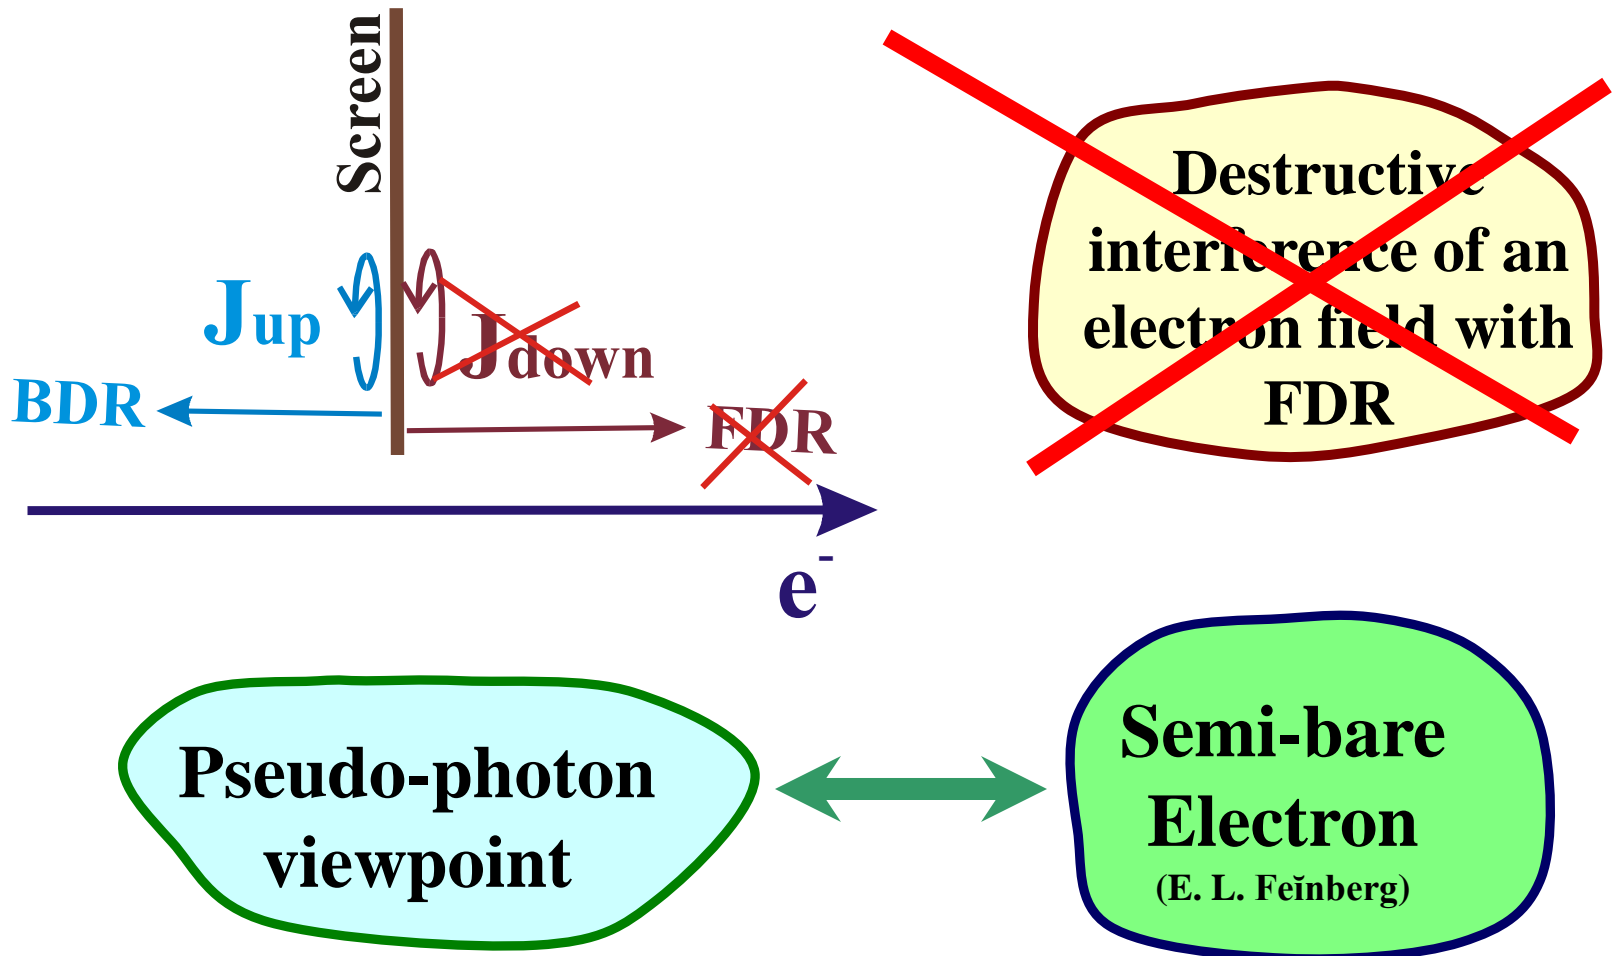 Screen
Jup
Jdown
BDR
FDR
e-
Destructive
interference of an
electron field with
FDR
Pseudo-photon
viewpoint
Semi-bare
Electron
(E. L. Feĭnberg)